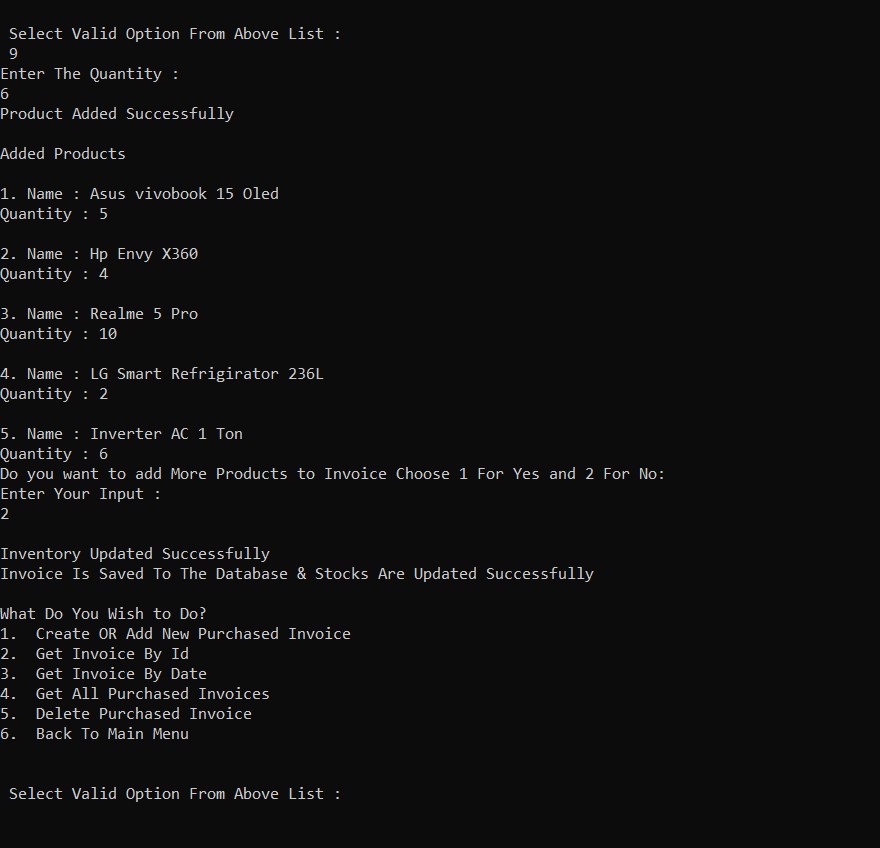 Select Valid Option From Above List :
9
Enter The Quantity :
6
Product Added Successfully
Added Products
1. Name : Asus vivobook 15 Oled
Quantity : 5
2. Name : Hp Envy X360
Quantity : 4
3. Name : Realme 5 Pro
Quantity : 10
4. Name : LG Smart Refrigirator 236L
Quantity : 2
5. Name : Inverter AC 1 Ton
Quantity : 6
Do you want to add More Products to Invoice Choose 1 For Yes and 2 For No:
Enter Your Input :
2
Inventory Updated Successfully
Invoice Is Saved To The Database & Stocks Are Updated Successfully
What Do You Wish to Do?
1.  Create OR Add New Purchased Invoice
2.  Get Invoice By Id
3.  Get Invoice By Date
4.  Get All Purchased Invoices
5.  Delete Purchased Invoice
6.  Back To Main Menu
Select Valid Option From Above List :